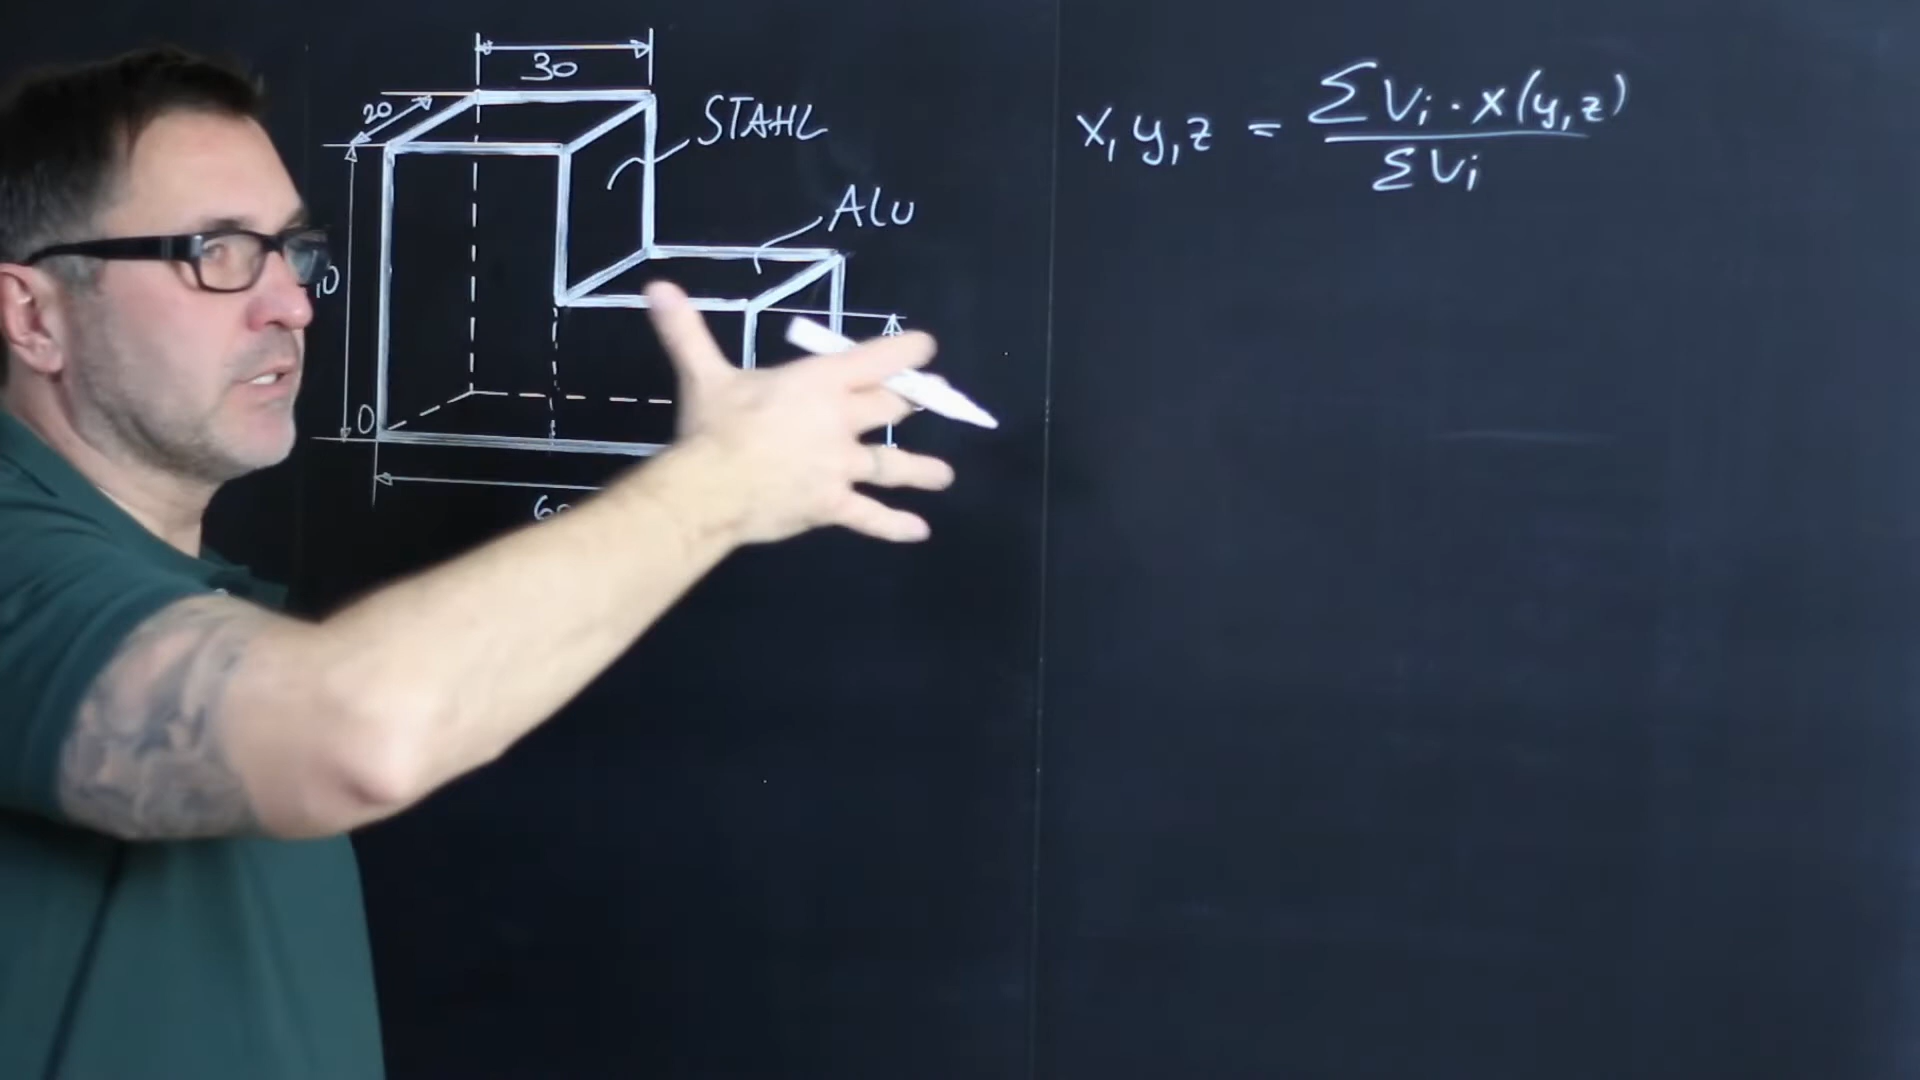 30
20
STAHL
x, y, z = ΣVi · x(y,z) / ΣVi
ALU
0